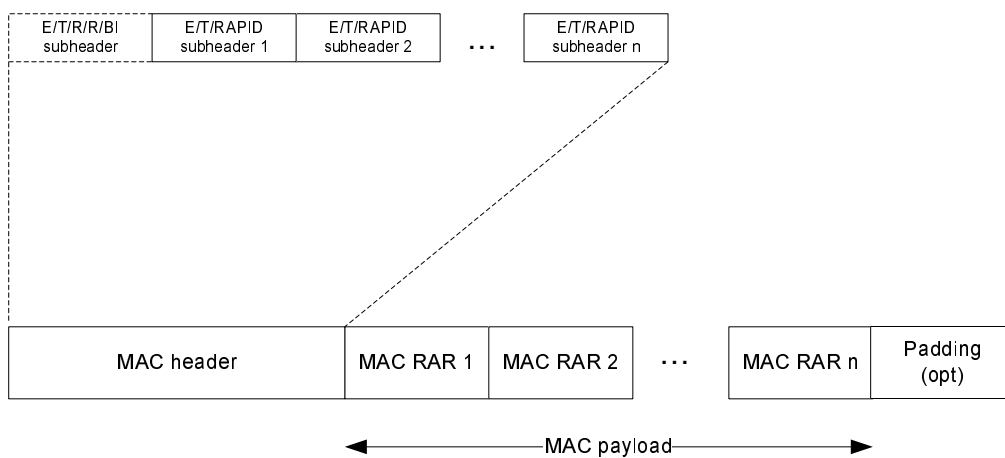 E/T/R/R/BI
subheader
E/T/RAPID
subheader 1
E/T/RAPID
subheader 2
...
E/T/RAPID
subheader n
MAC header
MAC RAR 1
MAC RAR 2
...
MAC RAR n
Padding
(opt)
MAC payload